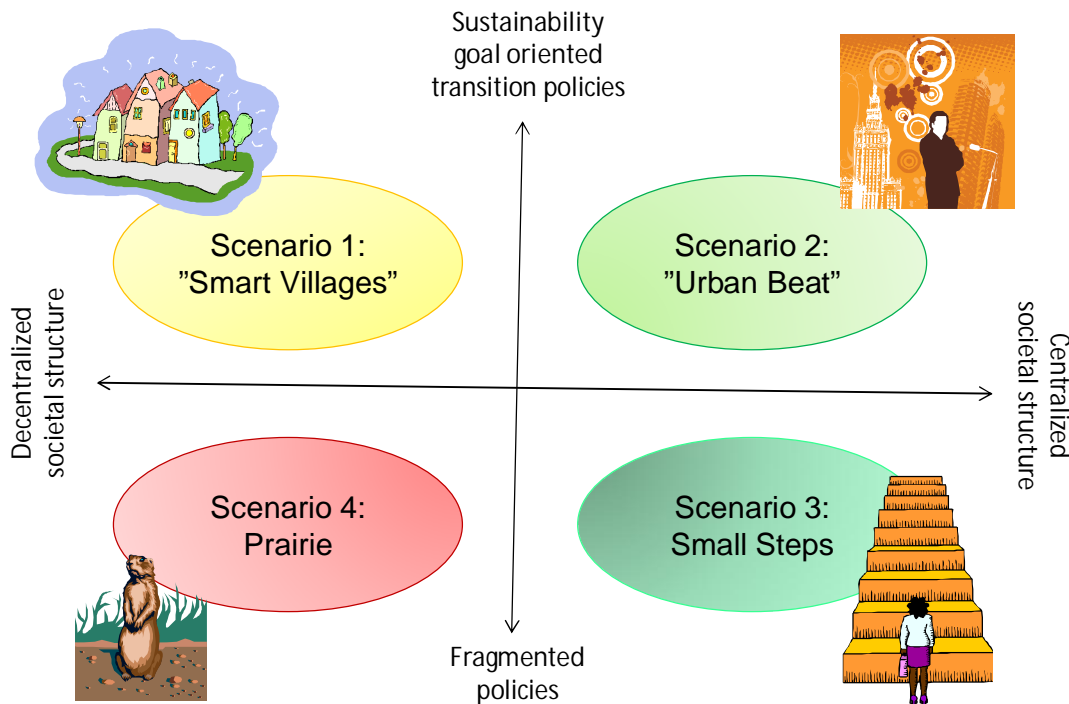 Sustainability
goal oriented
transition policies
Scenario 1:
”Smart Villages”
Scenario 2:
”Urban Beat”
Decentralized
societal structure
Centralized
societal structure
Scenario 4:
Prairie
Scenario 3:
Small Steps
Fragmented
policies